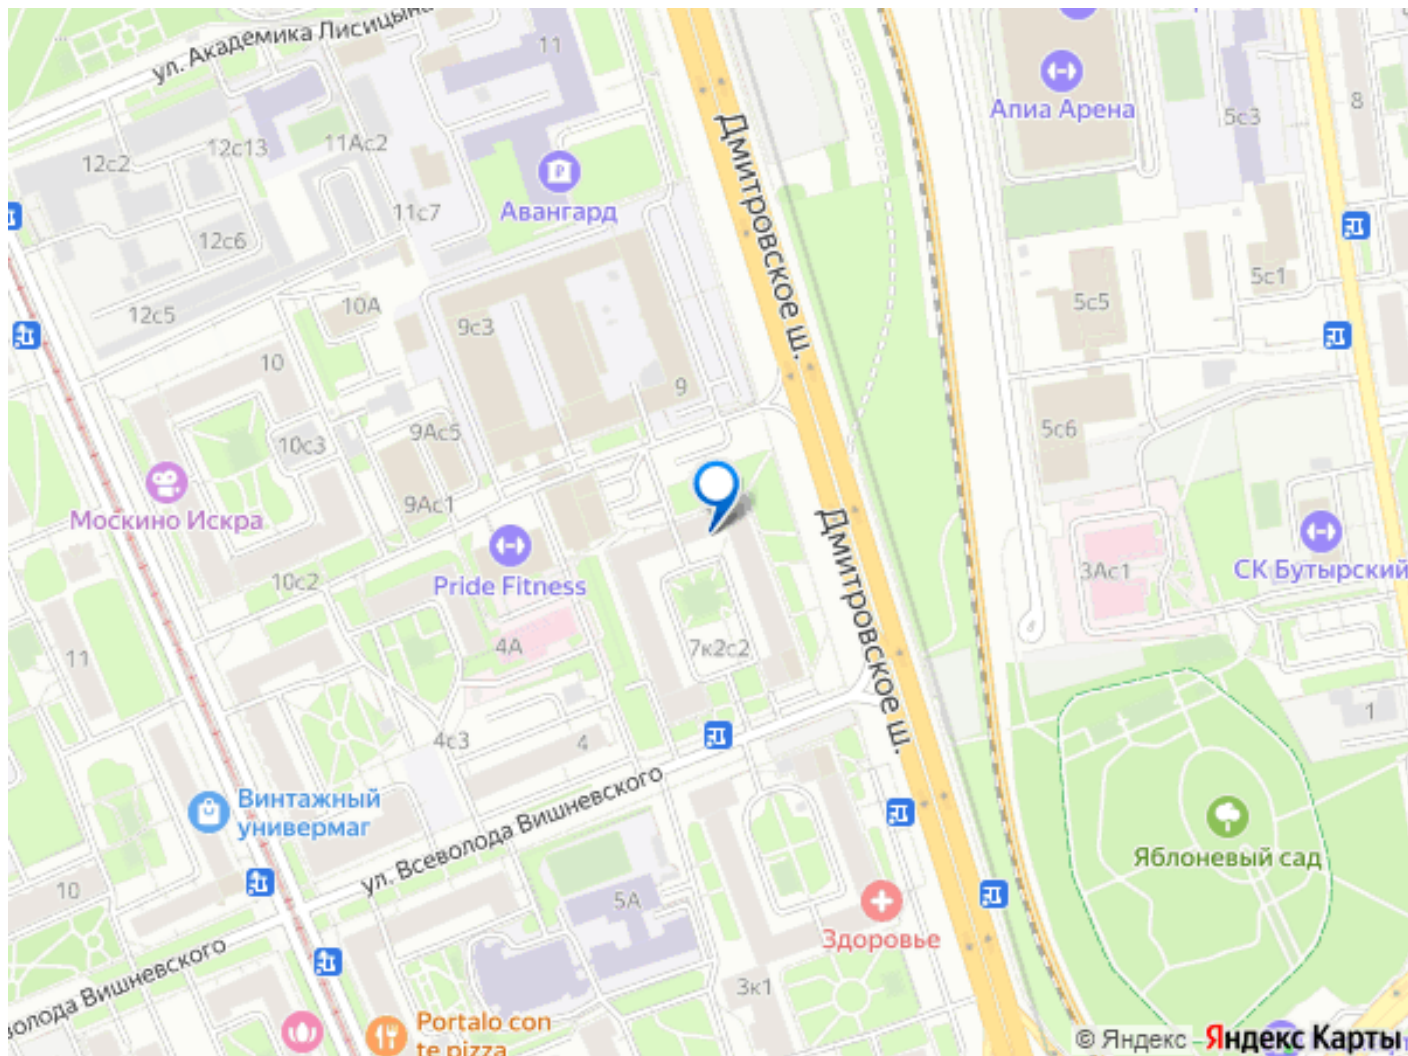 ул. Академика Лисицына
11
Апиа Арена
8
5с3
12с2
12с13
11Ас2
Дмитровское ш.
11с7
Авангард
12с6
5с1
5с5
12с5
10А
9с3
10
9
5с6
10с3
9Ас5
9Ас1
Москино Искра
Pride Fitness
10с2
3Ас1
СК Бутырский
Дмитровское ш.
11
4А
7к2с2
1
4с3
4
Винтажный
универмаг
ул. Всеволода Вишневского
Яблоневый сад
10
5А
Здоровье
3к1
волода Вишневского
Portalo con
te pizza
© Яндекс
Яндекс Карты